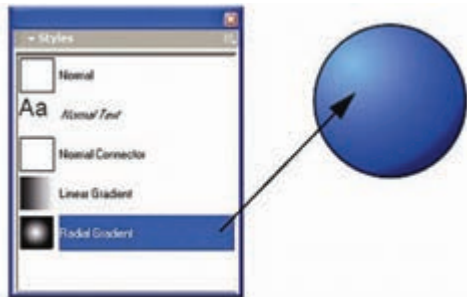 Styles
Normal
Aa Normal Text
Normal Connector
Linear Gradient
Radial Gradient